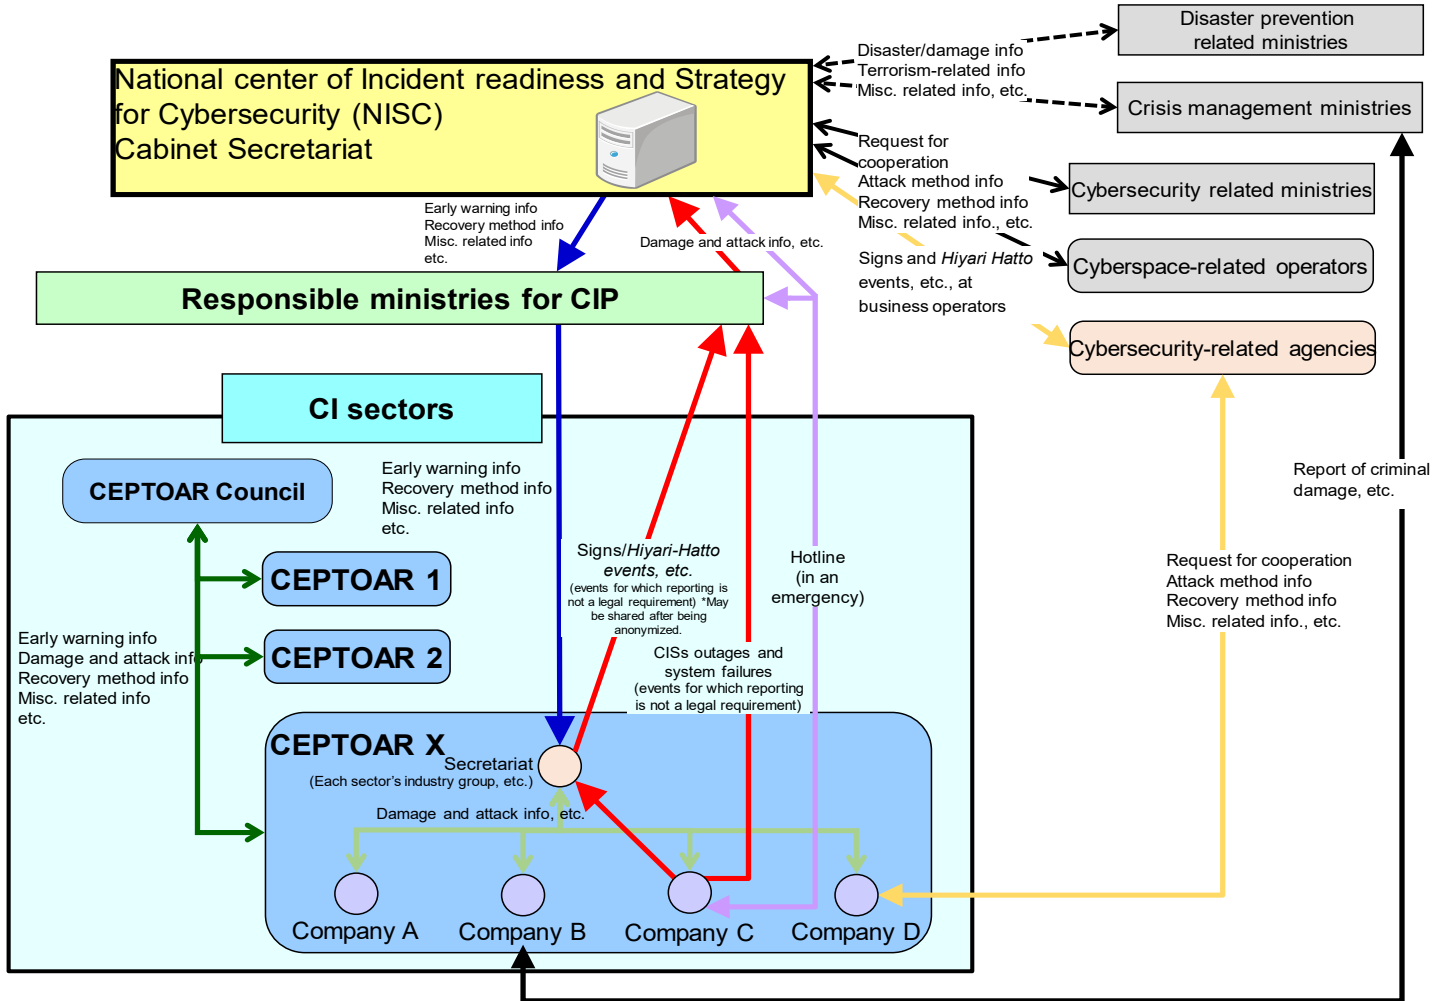 Disaster prevention
related ministries
Disaster/damage info
Terrorism-related info
Misc. related info, etc.
National center of Incident readiness and Strategy
for Cybersecurity (NISC)
Cabinet Secretariat
Crisis management ministries
Request for
cooperation
Attack method info
Recovery method info
Misc. related info., etc.
Cybersecurity related ministries
Early warning info
Recovery method info
Misc. related info
etc.
Damage and attack info, etc.
Signs and Hiyari Hatto
events, etc., at
business operators
Cyberspace-related operators
Responsible ministries for CIP
Cybersecurity-related agencies
CI sectors
CEPTOAR Council
Early warning info
Recovery method info
Misc. related info
etc.
Report of criminal
damage, etc.
Signs/Hiyari-Hatto
events, etc.
(events for which reporting is
not a legal requirement) *May
be shared after being
anonymized.
Hotline
(in an
emergency)
Request for cooperation
Attack method info
Recovery method info
Misc. related info., etc.
CEPTOAR 1
CEPTOAR 2
Early warning info
Damage and attack info
Recovery method info
Misc. related info
etc.
CISs outages and
system failures
(events for which reporting
is not a legal requirement)
CEPTOAR X
Secretariat
(Each sector's industry group, etc.)
Damage and attack info, etc.
Company A
Company B
Company C
Company D